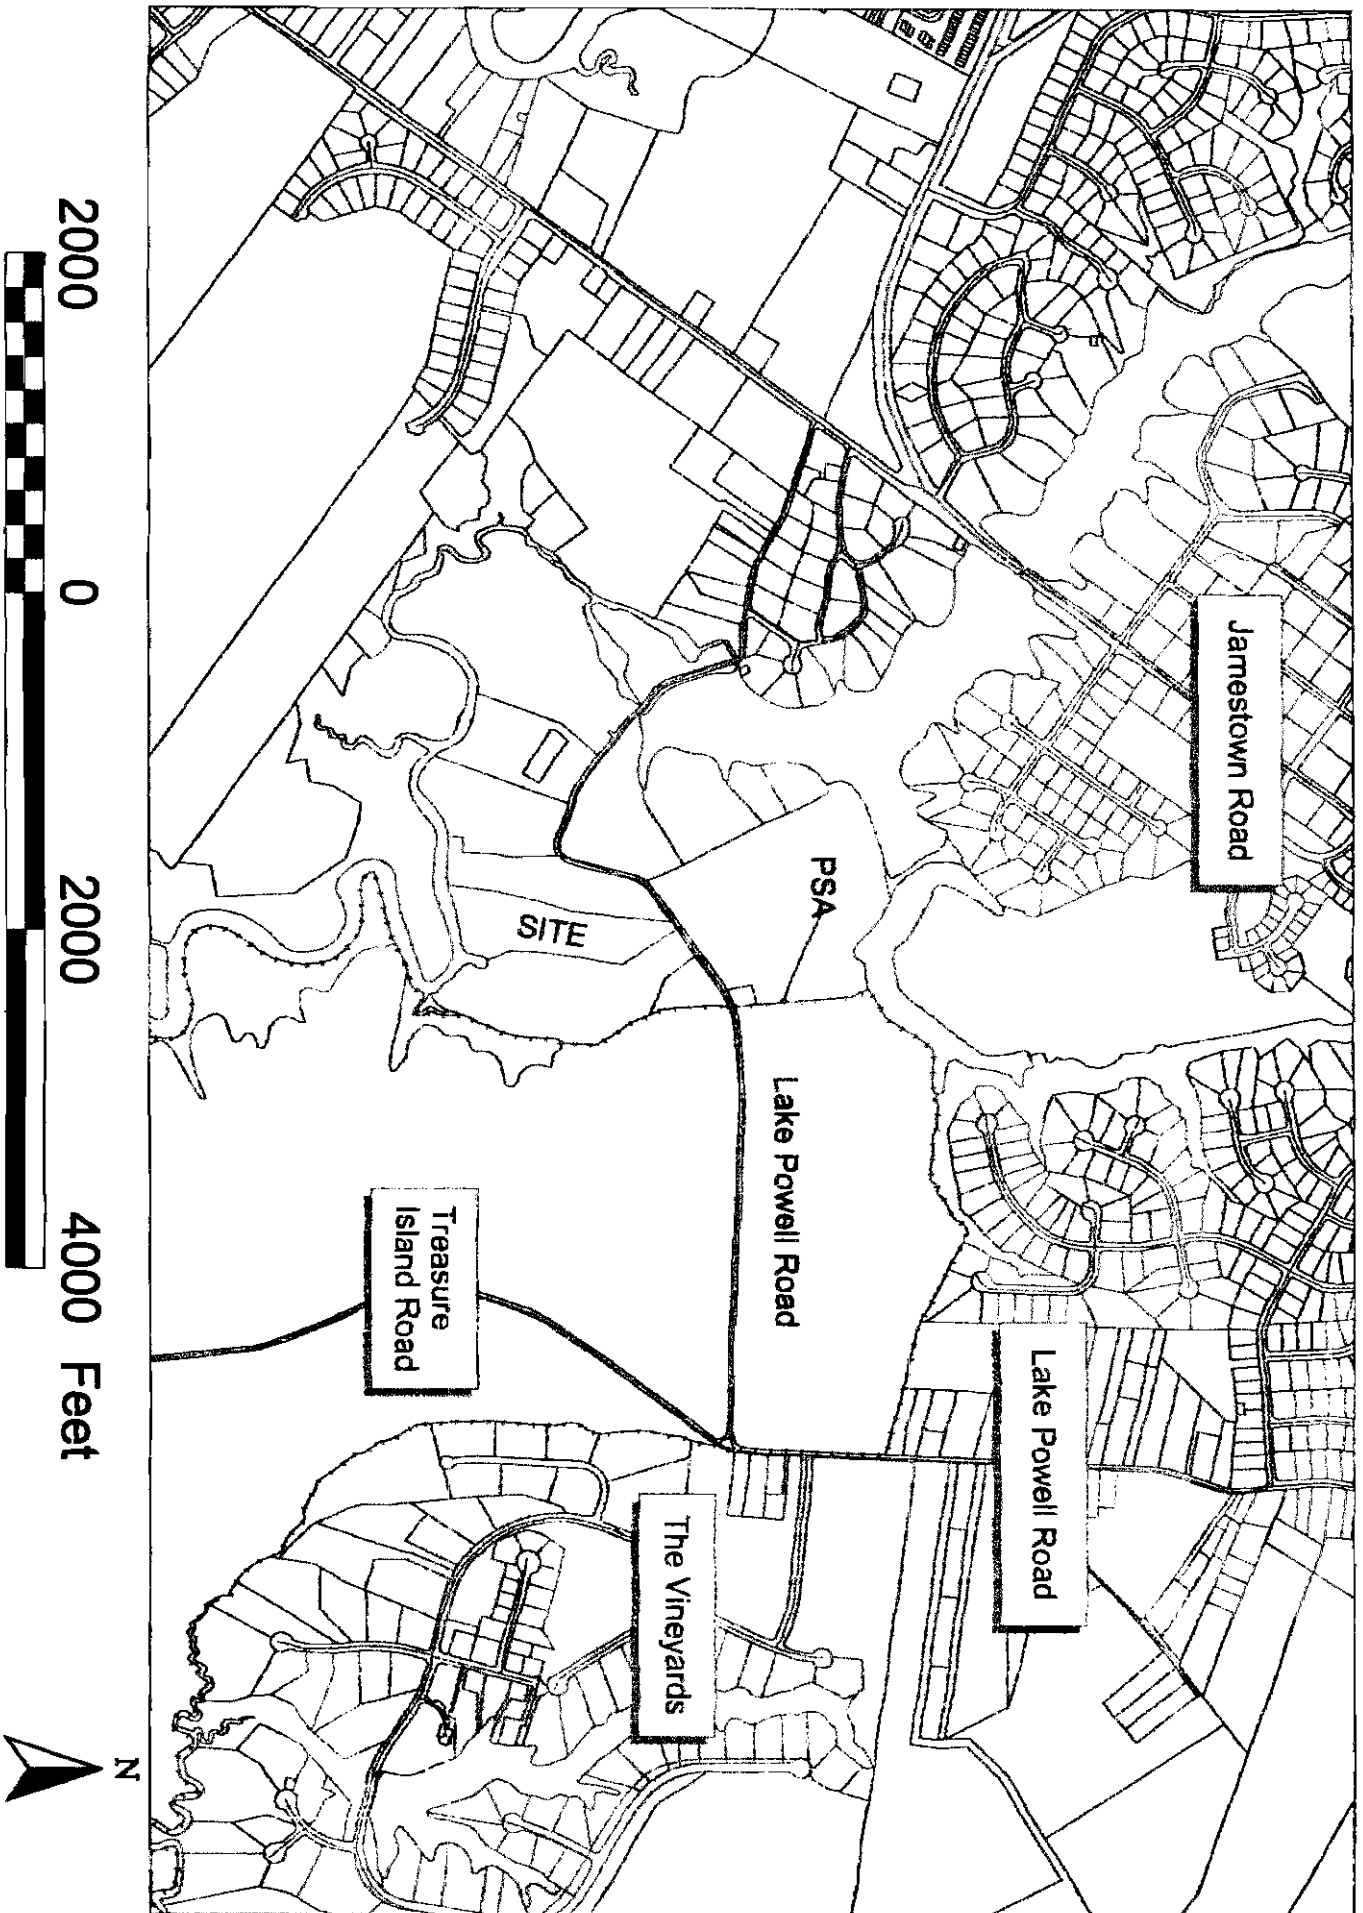 Jamestown Road
PSA
SITE
Lake Powell Road
Lake Powell Road
Treasure
Island Road
The Vineyards
2000 0 2000 4000 Feet
N